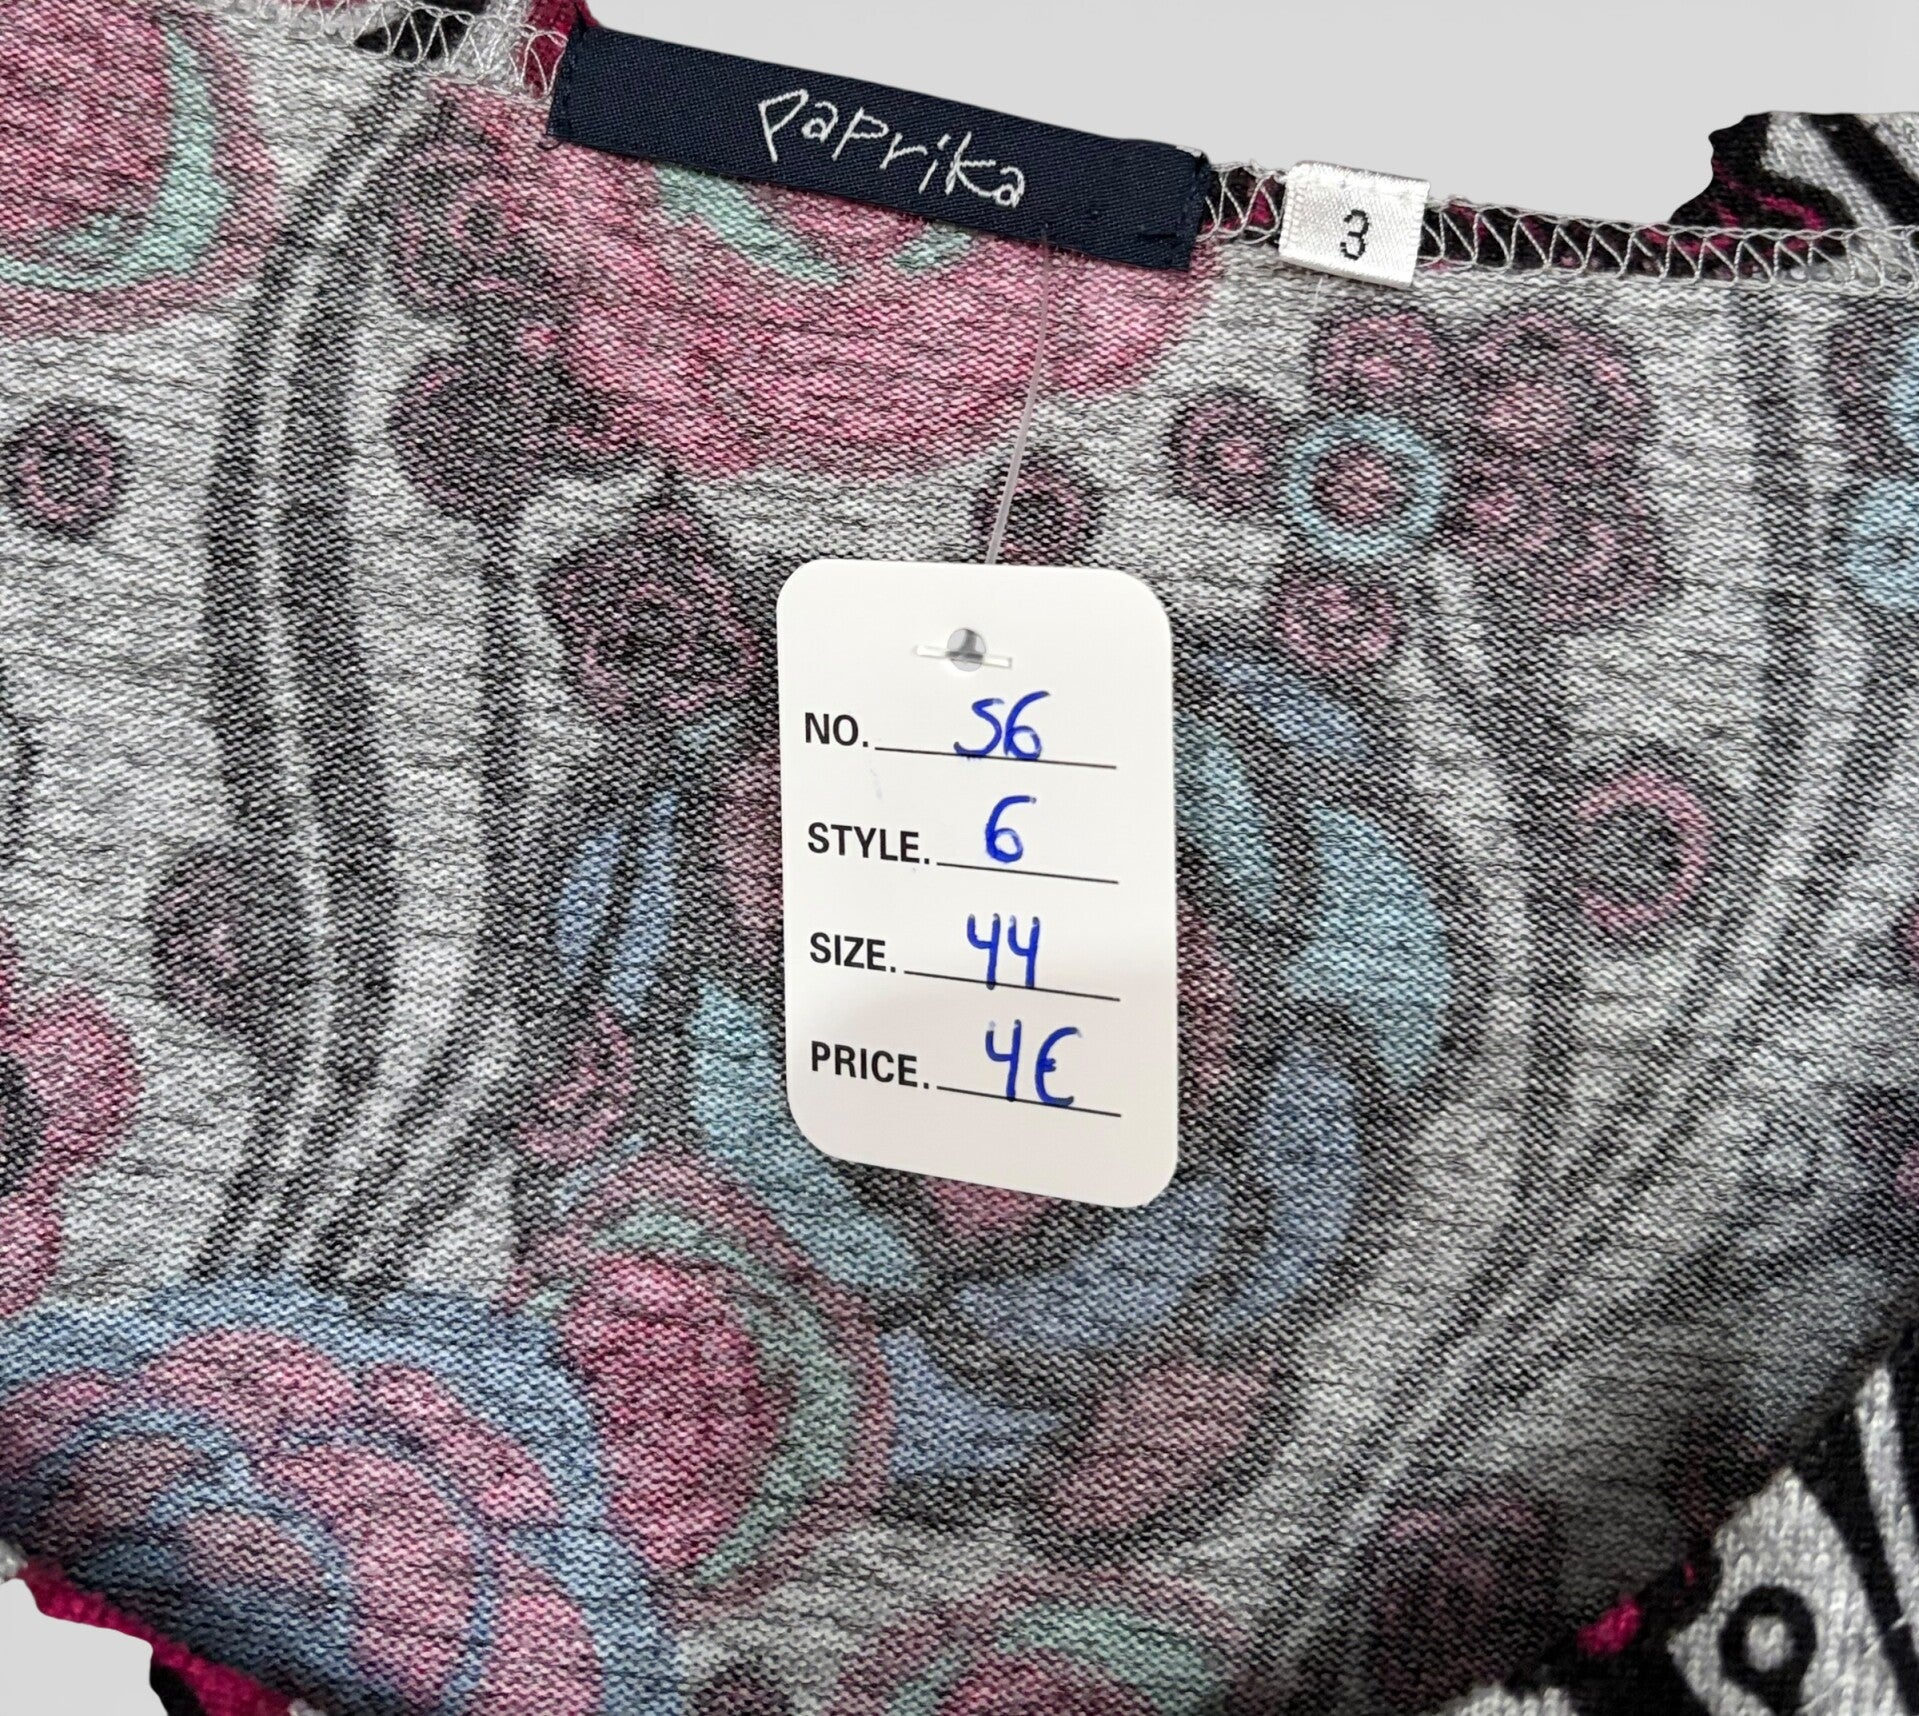 paprika
3
NO. 56
STYLE. 6
SIZE. 44
PRICE. 4€